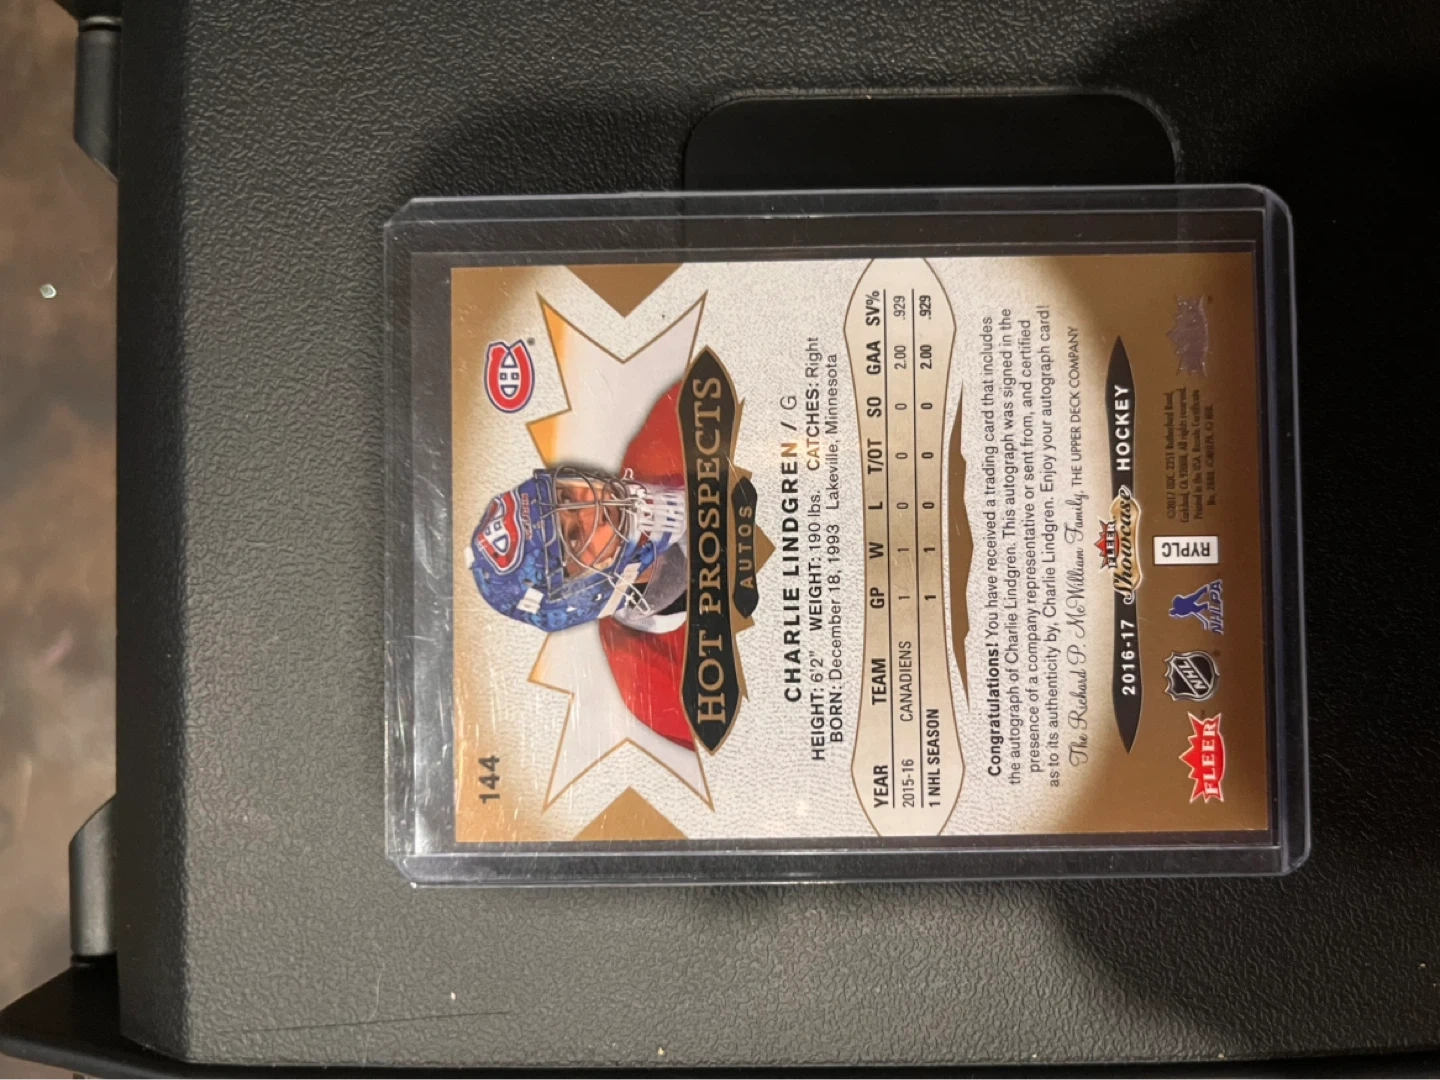 144
HOT PROSPECTS
AUTOS
CHARLIE LINDGREN / G
HEIGHT: 6'2" WEIGHT: 190 lbs. CATCHES: Right
BORN: December 18, 1993 Lakeville, Minnesota
YEAR TEAM GP W L T/OT SO GAA SV%
2015-16 CANADIENS 1 1 0 0 0 2.00 .929
1 NHL SEASON 1 1 0 0 0 2.00 .929
Congratulations! You have received a trading card that includes
the autograph of Charlie Lindgren. This autograph was signed in the
presence of a company representative or sent from, and certified
as to its authenticity by, Charlie Lindgren. Enjoy your autograph card!
The Richard P. McWilliam Family, THE UPPER DECK COMPANY
2016-17 FLEER Showcase HOCKEY
FLEER
NHL
NHLPA
RYPLC